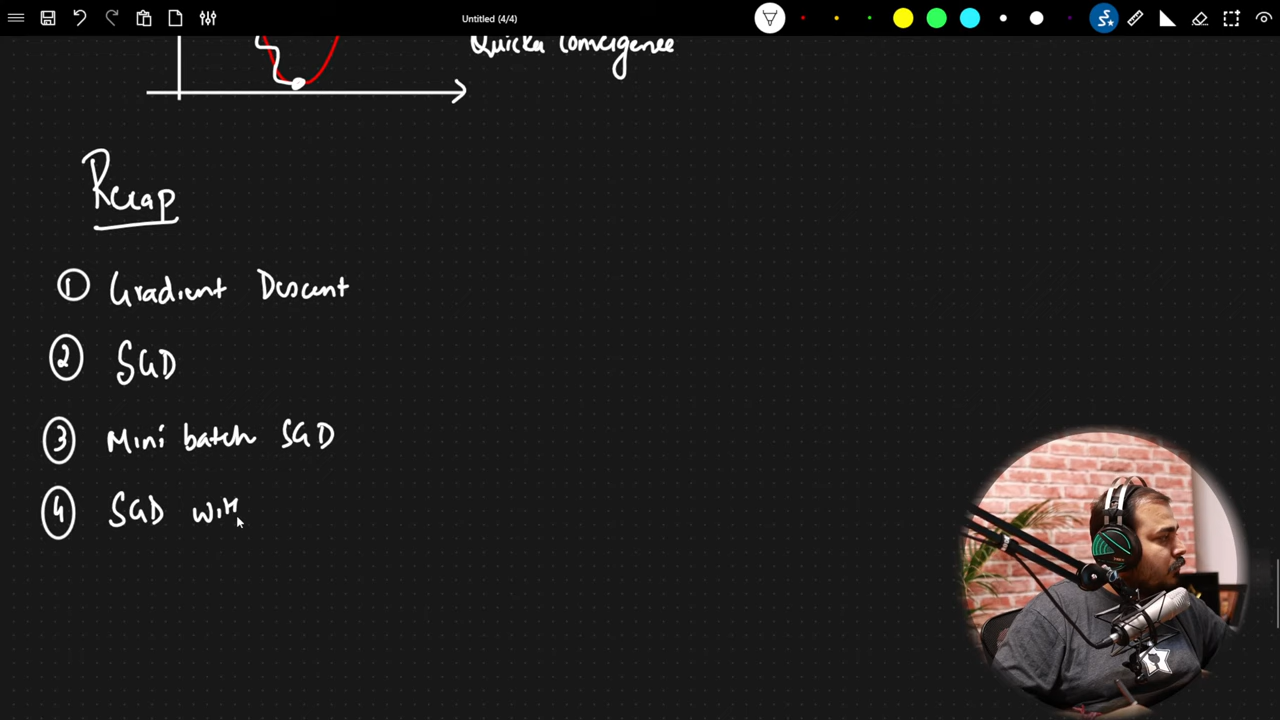 Untitled (4/4)
Quicker Convergence
Recap
① Gradient Descent
② SGD
③ Mini batch SGD
④ SGD with